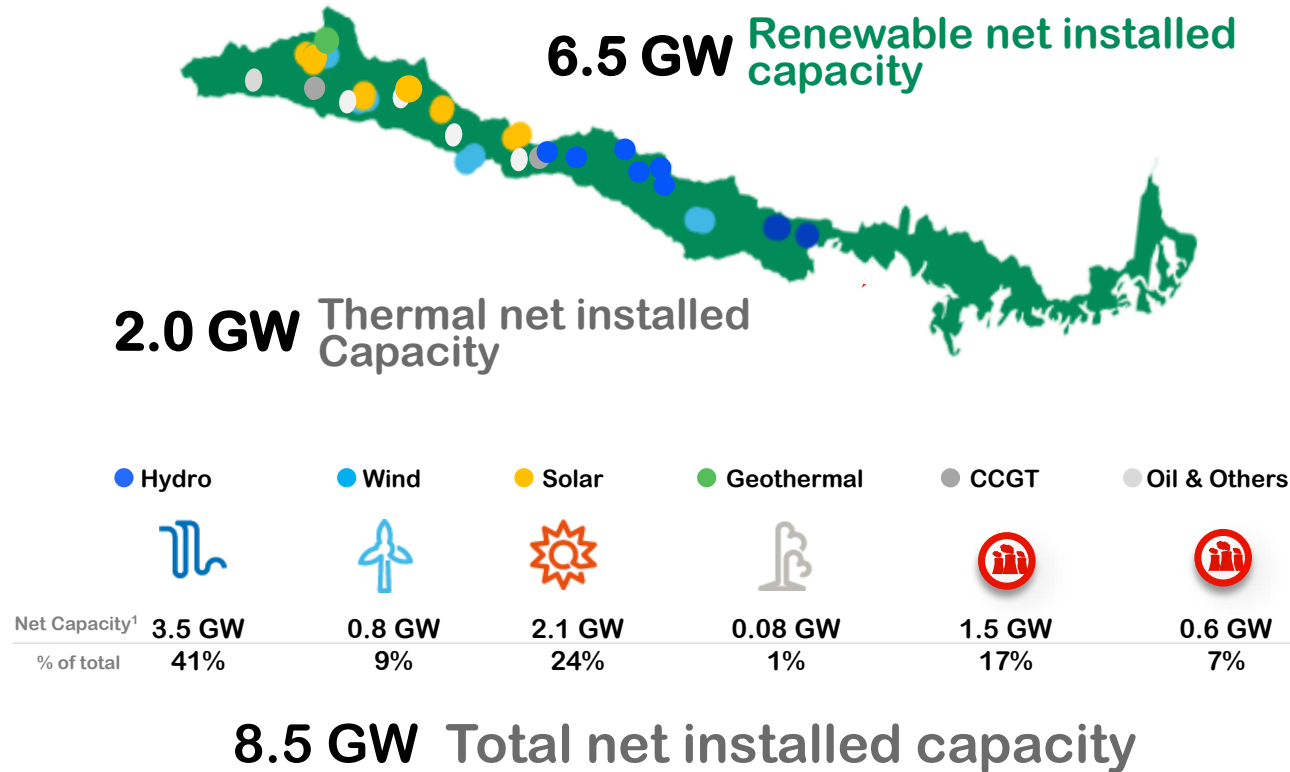 6.5 GW Renewable net installed
capacity
2.0 GW Thermal net installed
Capacity
Hydro Wind Solar Geothermal CCGT Oil & Others
Net Capacity¹ 3.5 GW 0.8 GW 2.1 GW 0.08 GW 1.5 GW 0.6 GW
% of total 41% 9% 24% 1% 17% 7%
8.5 GW Total net installed capacity